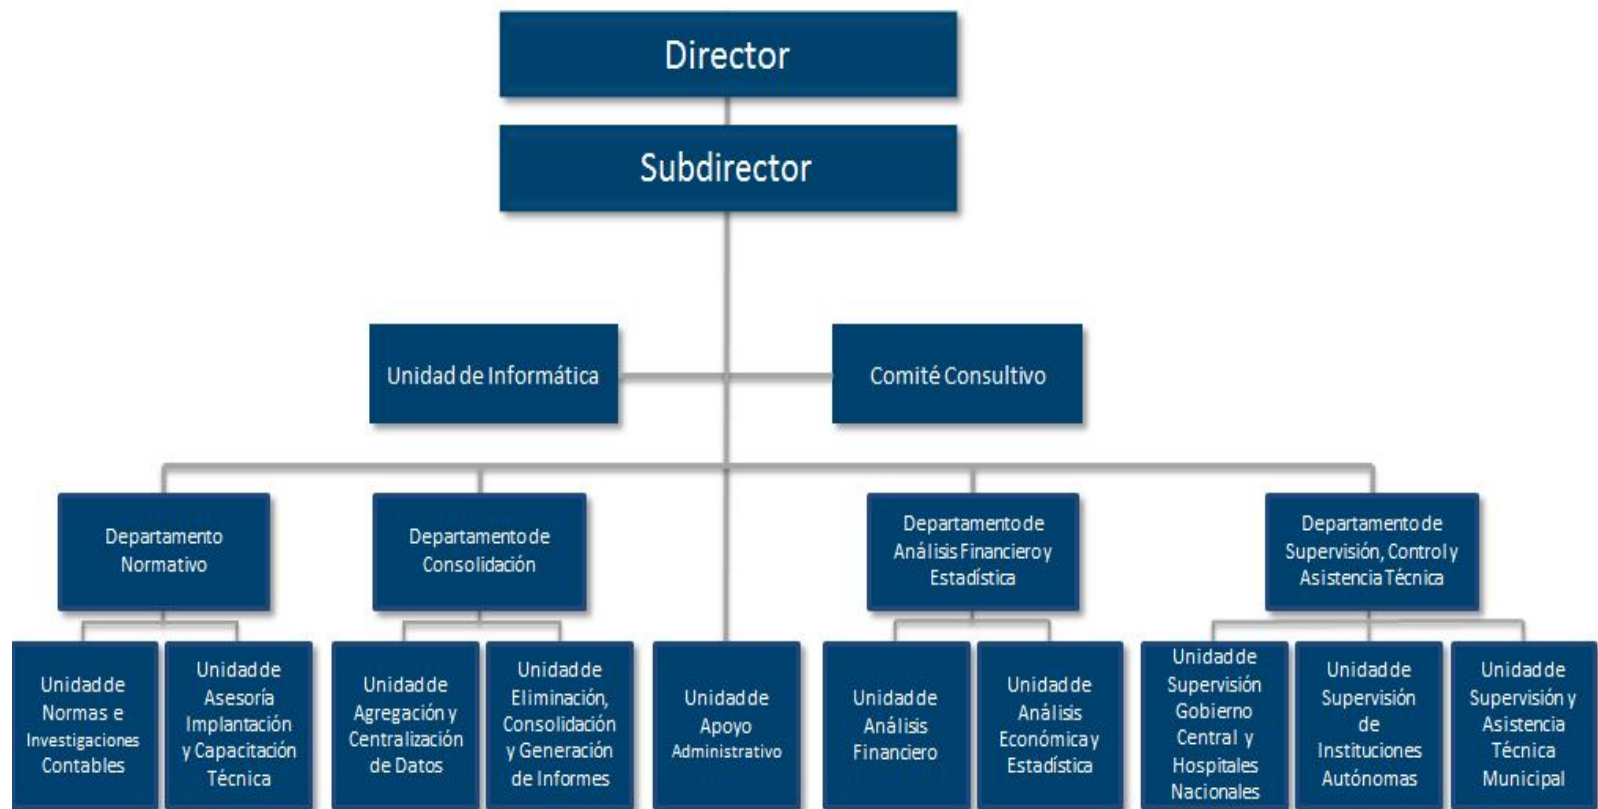 Director
Subdirector
Unidad de Informática
Comité Consultivo
Departamento
Normativo
Departamento de
Consolidación
Departamento de
Análisis Financiero y
Estadística
Departamento de
Supervisión, Control y
Asistencia Técnica
Unidad de
Normas e
Investigaciones
Contables
Unidad de
Asesoría
Implantación
y Capacitación
Técnica
Unidad de
Agregación y
Centralización
de Datos
Unidad de
Eliminación,
Consolidación
y Generación
de Informes
Unidad de
Apoyo
Administrativo
Unidad de
Análisis
Financiero
Unidad de
Análisis
Económica y
Estadística
Unidad de
Supervisión
Gobierno
Central y
Hospitales
Nacionales
Unidad de
Supervisión
de
Instituciones
Autónomas
Unidad de
Supervisión y
Asistencia
Técnica
Municipal